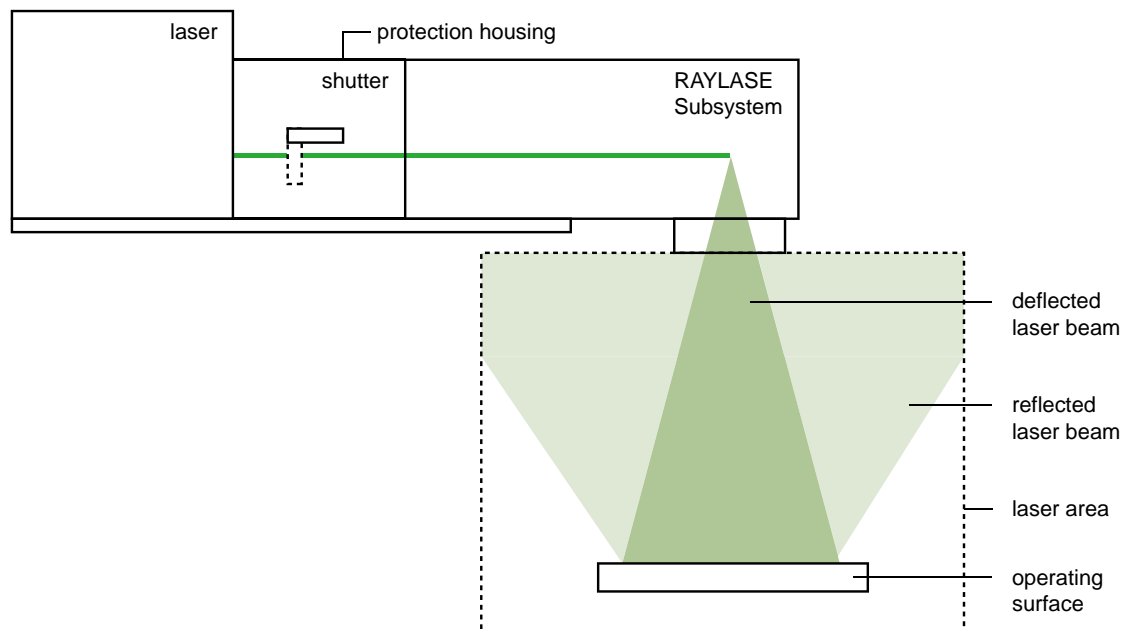 laser
protection housing
shutter
RAYLASE
Subsystem
deflected
laser beam
reflected
laser beam
laser area
operating
surface